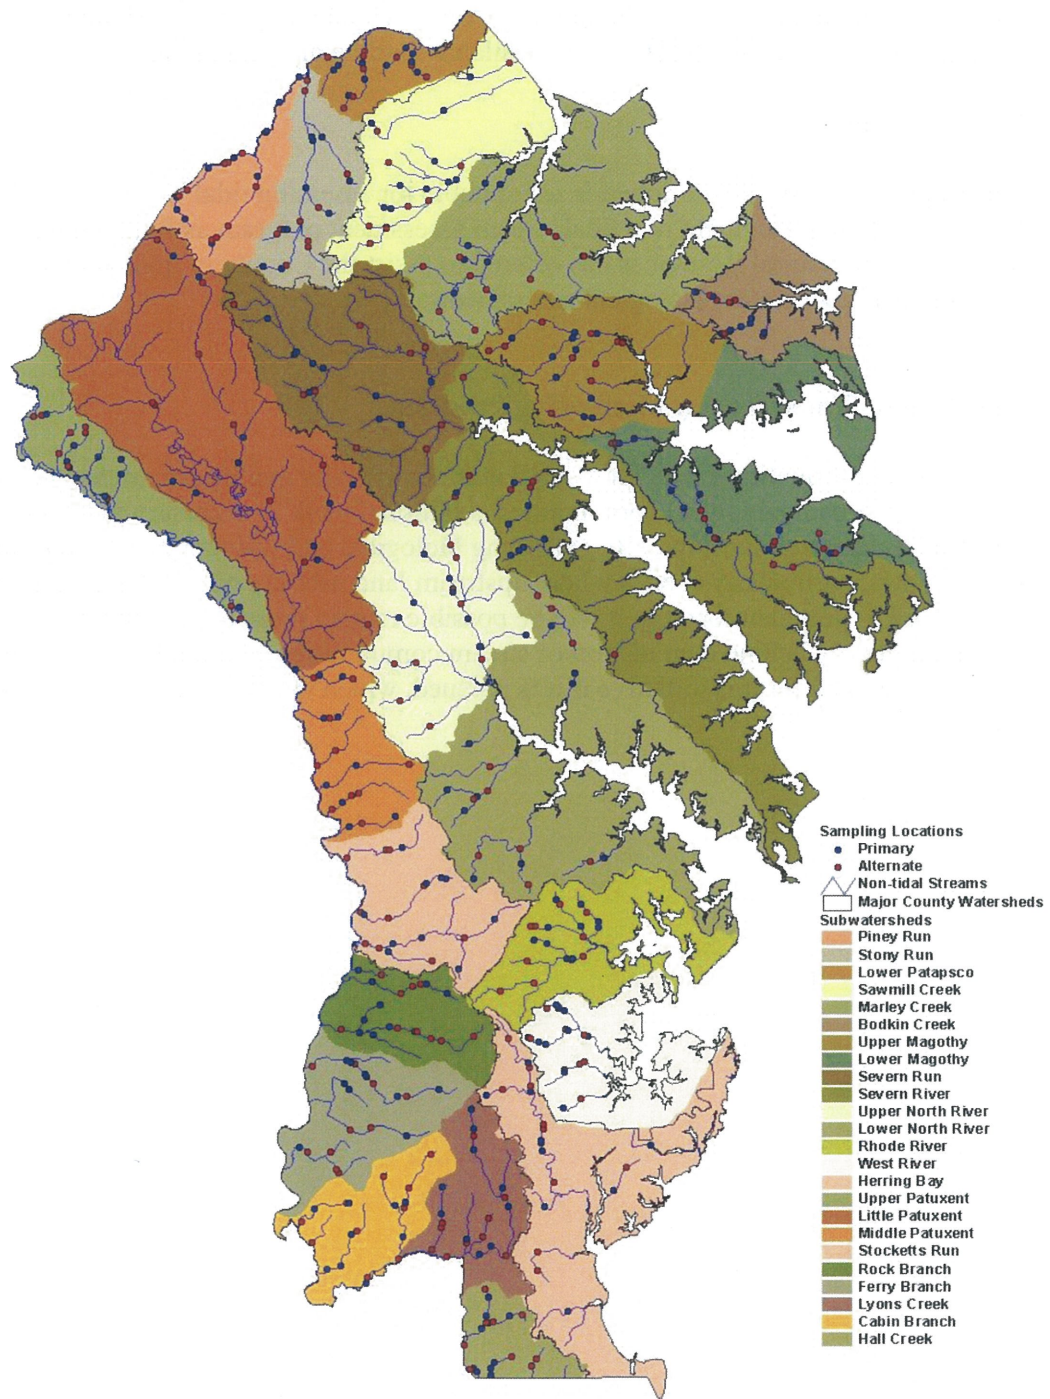 Sampling Locations
Primary
Alternate
Non-tidal Streams
Major County Watersheds
Subwatersheds
Piney Run
Stony Run
Lower Patapsco
Sawmill Creek
Marley Creek
Bodkin Creek
Upper Magothy
Lower Magothy
Severn Run
Severn River
Upper North River
Lower North River
Rhode River
West River
Herring Bay
Upper Patuxent
Little Patuxent
Middle Patuxent
Stocketts Run
Rock Branch
Ferry Branch
Lyons Creek
Cabin Branch
Hall Creek